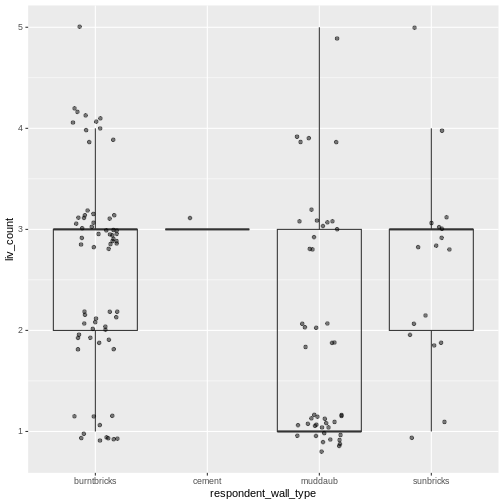 5
4
3
2
1
liv_count
burntbricks cement muddaub sunbricks
respondent_wall_type